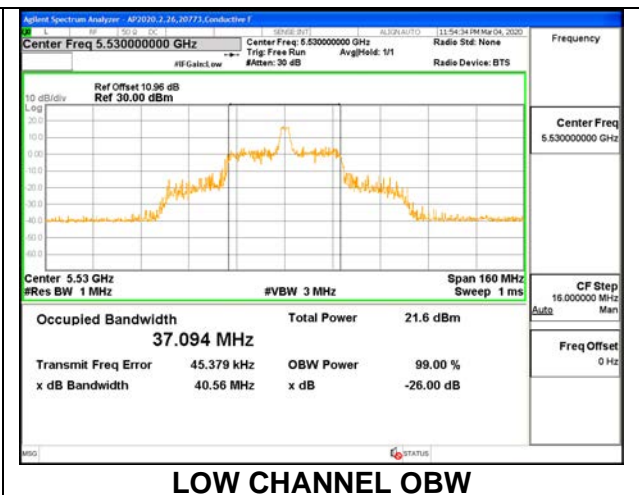 Agilent Spectrum Analyzer - AP2020.2.26,20773,Conductive F
L RF 50 Ω DC SENSE:INT ALIGN AUTO 11:54:34 PM Mar 04, 2020
Center Freq 5.530000000 GHz
Center Freq: 5.530000000 GHz
Radio Std: None
Trig: Free Run Avg|Hold: 1/1
#IFGain:Low #Atten: 30 dB Radio Device: BTS
Frequency
Ref Offset 10.96 dB
10 dB/div Ref 30.00 dBm
Log
20.0
10.0
0.00
-10.0
-20.0
-30.0
-40.0
-50.0
-60.0
Center 5.53 GHz Span 160 MHz
#Res BW 1 MHz #VBW 3 MHz Sweep 1 ms
Occupied Bandwidth Total Power 21.6 dBm
37.094 MHz
Transmit Freq Error 45.379 kHz OBW Power 99.00 %
x dB Bandwidth 40.56 MHz x dB -26.00 dB
Center Freq
5.530000000 GHz
CF Step
16.000000 MHz
Auto Man
Freq Offset
0 Hz
MSG STATUS
LOW CHANNEL OBW